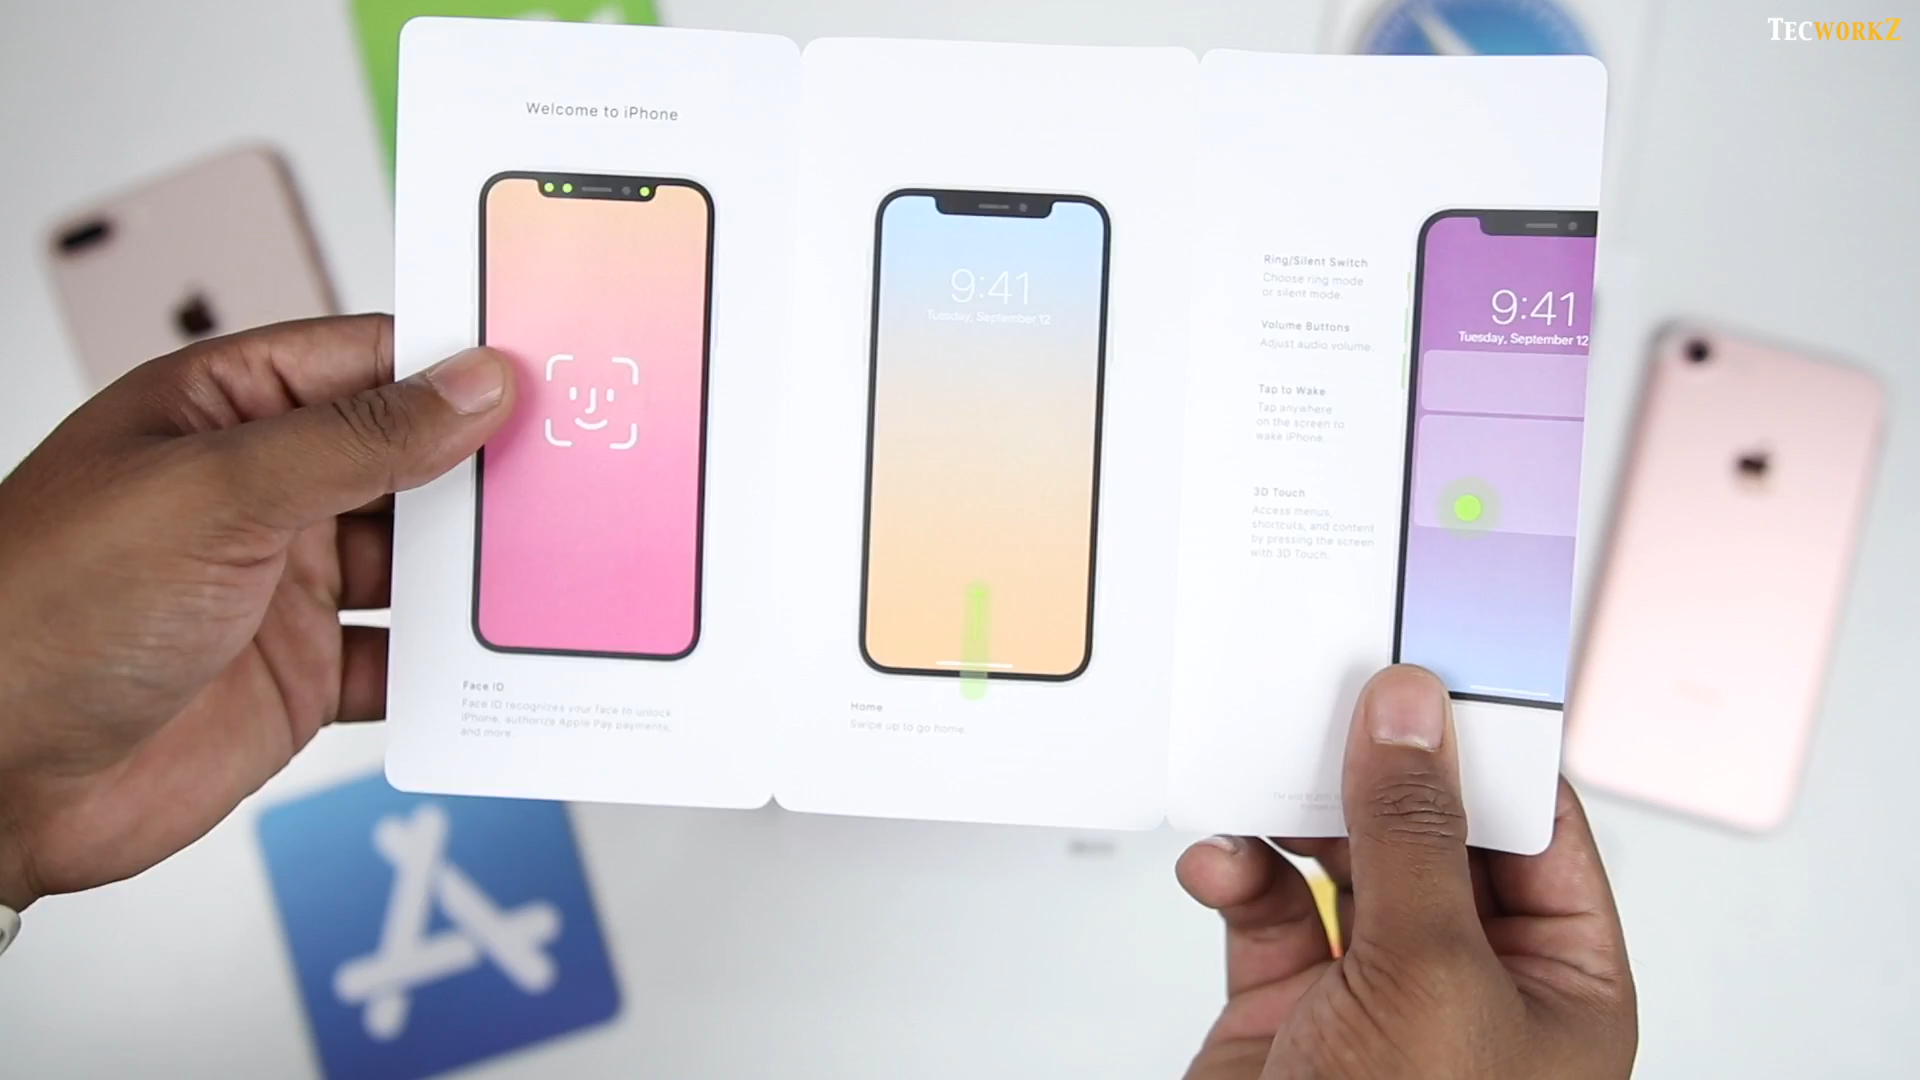 TECWORKZ
Welcome to iPhone
Face ID
Face ID recognizes your face to unlock
iPhone, authorize Apple Pay payments,
and more.
9:41
Tuesday, September 12
Home
Swipe up to go home.
Ring/Silent Switch
Choose ring mode
or silent mode.
Volume Buttons
Adjust audio volume.
Tap to Wake
Tap anywhere
on the screen to
wake iPhone.
3D Touch
Access menus,
shortcuts, and content
by pressing the screen
with 3D Touch.
9:41
Tuesday, September 12